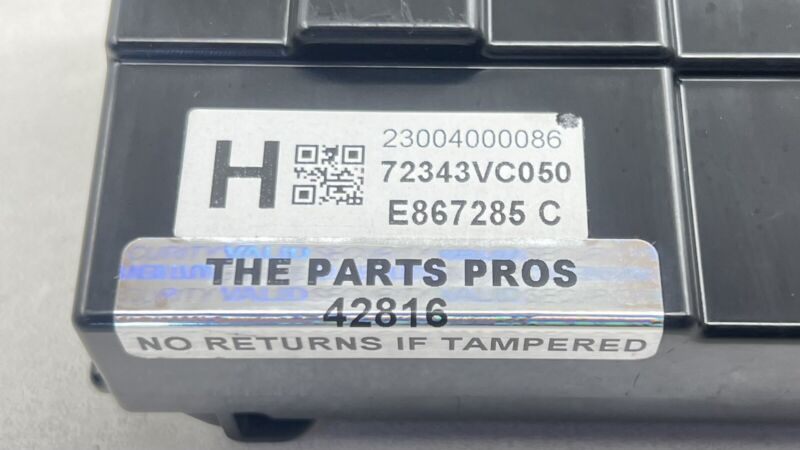 H
23004000086
72343VC050
E867285 C
THE PARTS PROS
42816
NO RETURNS IF TAMPERED